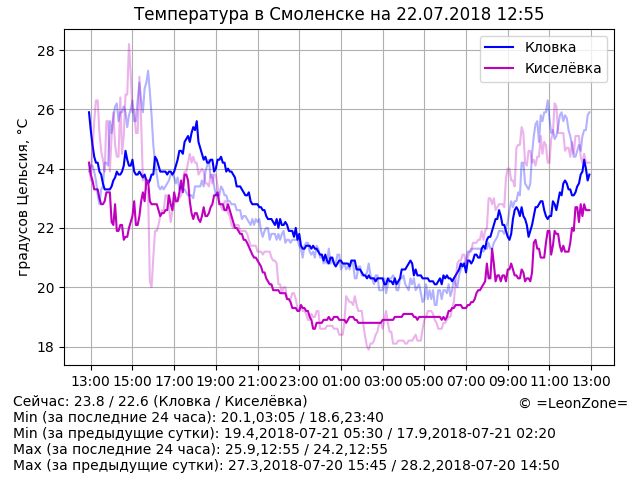 Температура в Смоленске на 22.07.2018 12:55
Кловка
Киселёвка
градусов Цельсия, °C
28
26
24
22
20
18
13:00 15:00 17:00 19:00 21:00 23:00 01:00 03:00 05:00 07:00 09:00 11:00 13:00
Сейчас: 23.8 / 22.6 (Кловка / Киселёвка)
© =LeonZone=
Min (за последние 24 часа): 20.1,03:05 / 18.6,23:40
Min (за предыдущие сутки): 19.4,2018-07-21 05:30 / 17.9,2018-07-21 02:20
Max (за последние 24 часа): 25.9,12:55 / 24.2,12:55
Max (за предыдущие сутки): 27.3,2018-07-20 15:45 / 28.2,2018-07-20 14:50